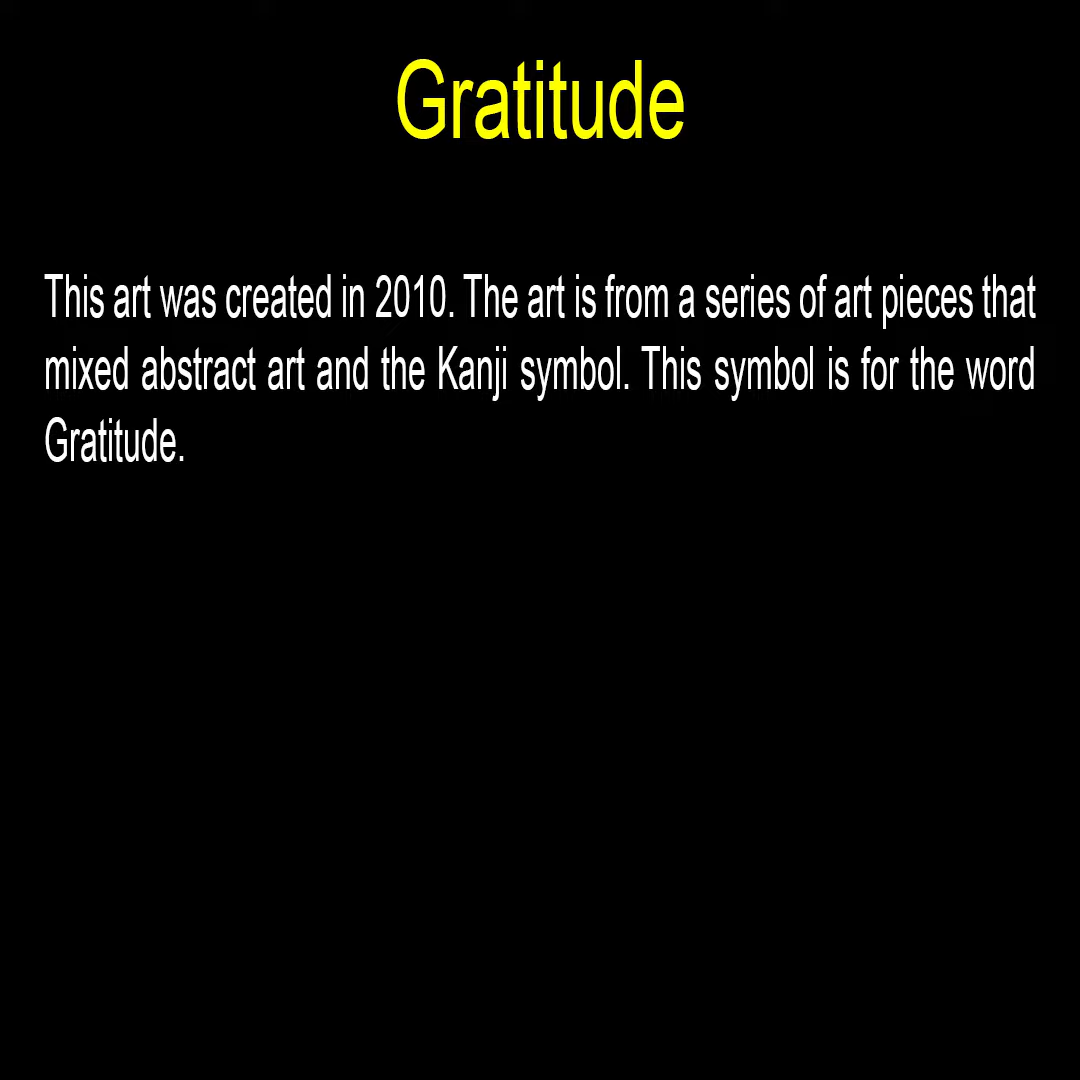 Gratitude
This art was created in 2010. The art is from a series of art pieces that
mixed abstract art and the Kanji symbol. This symbol is for the word
Gratitude.